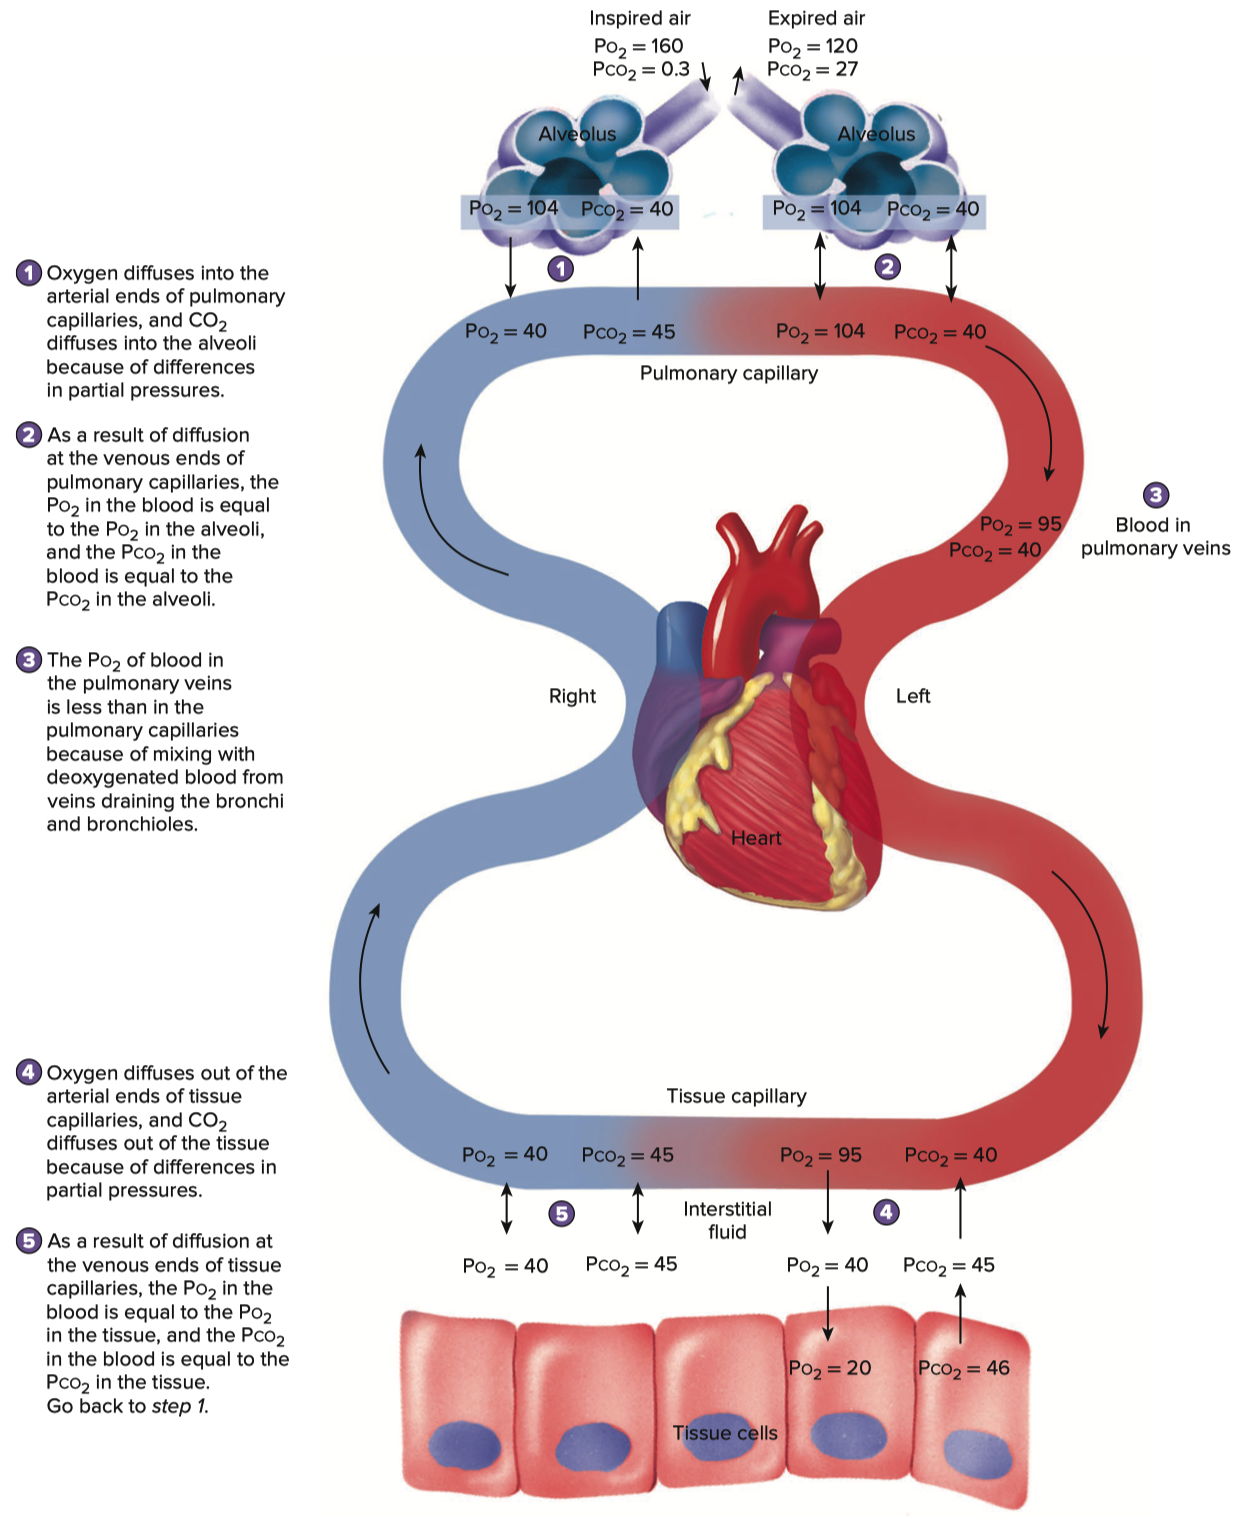 Inspired air
Po₂ = 160
Pco₂ = 0.3
Expired air
Po₂ = 120
Pco₂ = 27
Alveolus
Alveolus
Po₂ = 104 Pco₂ = 40
Po₂ = 104 Pco₂ = 40
1
2
Po₂ = 40 Pco₂ = 45
Po₂ = 104 Pco₂ = 40
Pulmonary capillary
1 Oxygen diffuses into the
arterial ends of pulmonary
capillaries, and CO₂
diffuses into the alveoli
because of differences
in partial pressures.
2 As a result of diffusion
at the venous ends of
pulmonary capillaries, the
Po₂ in the blood is equal
to the Po₂ in the alveoli,
and the Pco₂ in the
blood is equal to the
Pco₂ in the alveoli.
3
Po₂ = 95
Pco₂ = 40
Blood in
pulmonary veins
3 The Po₂ of blood in
the pulmonary veins
is less than in the
pulmonary capillaries
because of mixing with
deoxygenated blood from
veins draining the bronchi
and bronchioles.
Right
Left
Heart
4 Oxygen diffuses out of the
arterial ends of tissue
capillaries, and CO₂
diffuses out of the tissue
because of differences in
partial pressures.
5 As a result of diffusion at
the venous ends of tissue
capillaries, the Po₂ in the
blood is equal to the Po₂
in the tissue, and the Pco₂
in the blood is equal to the
Pco₂ in the tissue.
Go back to step 1.
Tissue capillary
Po₂ = 40 Pco₂ = 45
Po₂ = 95 Pco₂ = 40
5
Interstitial
fluid
4
Po₂ = 40 Pco₂ = 45
Po₂ = 40 Pco₂ = 45
Po₂ = 20 Pco₂ = 46
Tissue cells